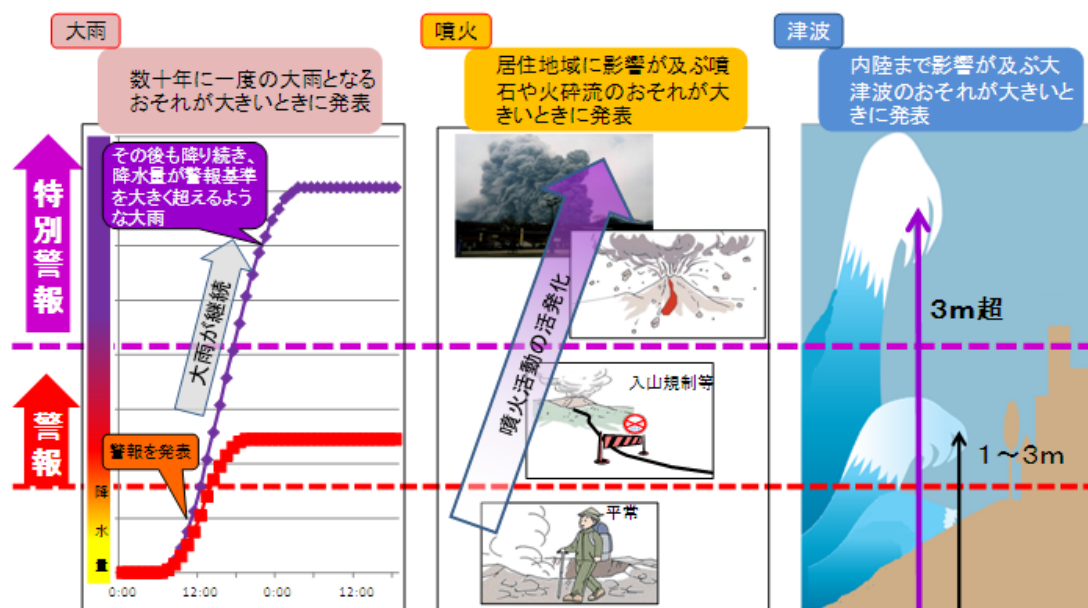 大雨
数十年に一度の大雨となる
おそれが大きいときに発表
噴火
居住地域に影響が及ぶ噴
石や火砕流のおそれが大
きいときに発表
津波
内陸まで影響が及ぶ大
津波のおそれが大きいと
きに発表
特別警報
警報
その後も降り続き、
降水量が警報基準
を大きく超えるよう
な大雨
大雨が継続
警報を発表
降水量
0:00 12:00 0:00 12:00
噴火活動の活発化
入山規制等
平常
3m超
1～3m